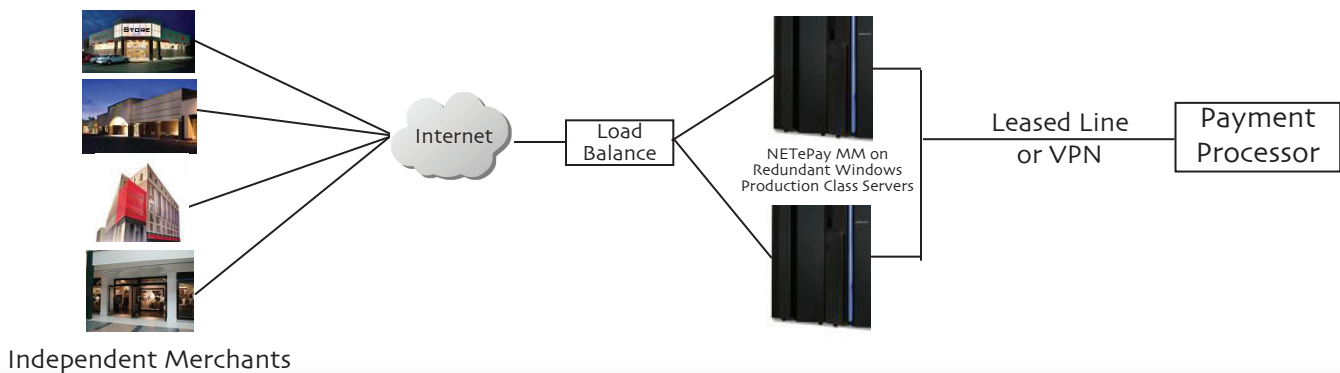 STORE
Internet
Load
Balance
NETePay MM on
Redundant Windows
Production Class Servers
Leased Line
or VPN
Payment
Processor
Independent Merchants